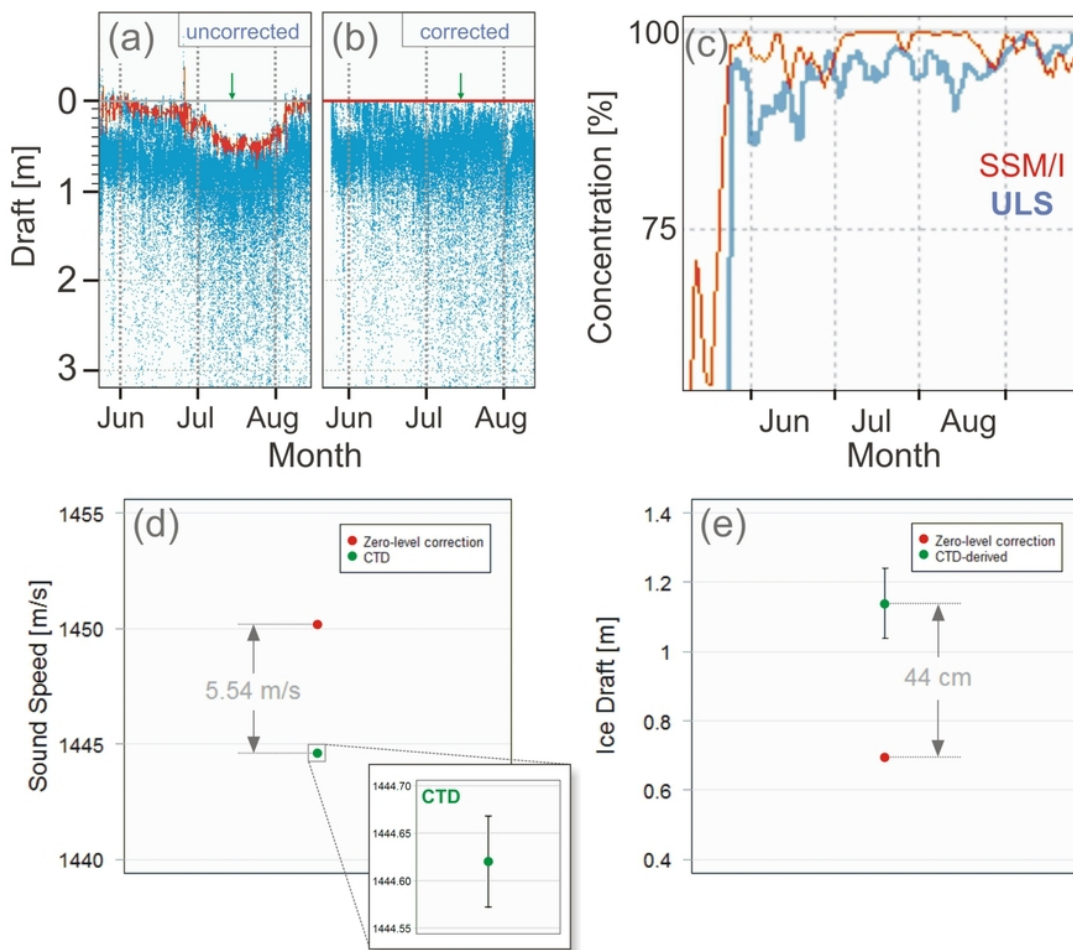 (a)
uncorrected
(b)
corrected
Draft [m]
0
1
2
3
Jun Jul Aug
Jun Jul Aug
Month
(c)
100
75
Concentration [%]
SSM/I
ULS
Jun Jul Aug
Month
(d)
Sound Speed [m/s]
1455
1450
1445
1440
Zero-level correction
CTD
5.54 m/s
CTD
1444.70
1444.65
1444.60
1444.55
(e)
Ice Draft [m]
1.4
1.2
1
0.8
0.6
0.4
Zero-level correction
CTD-derived
44 cm